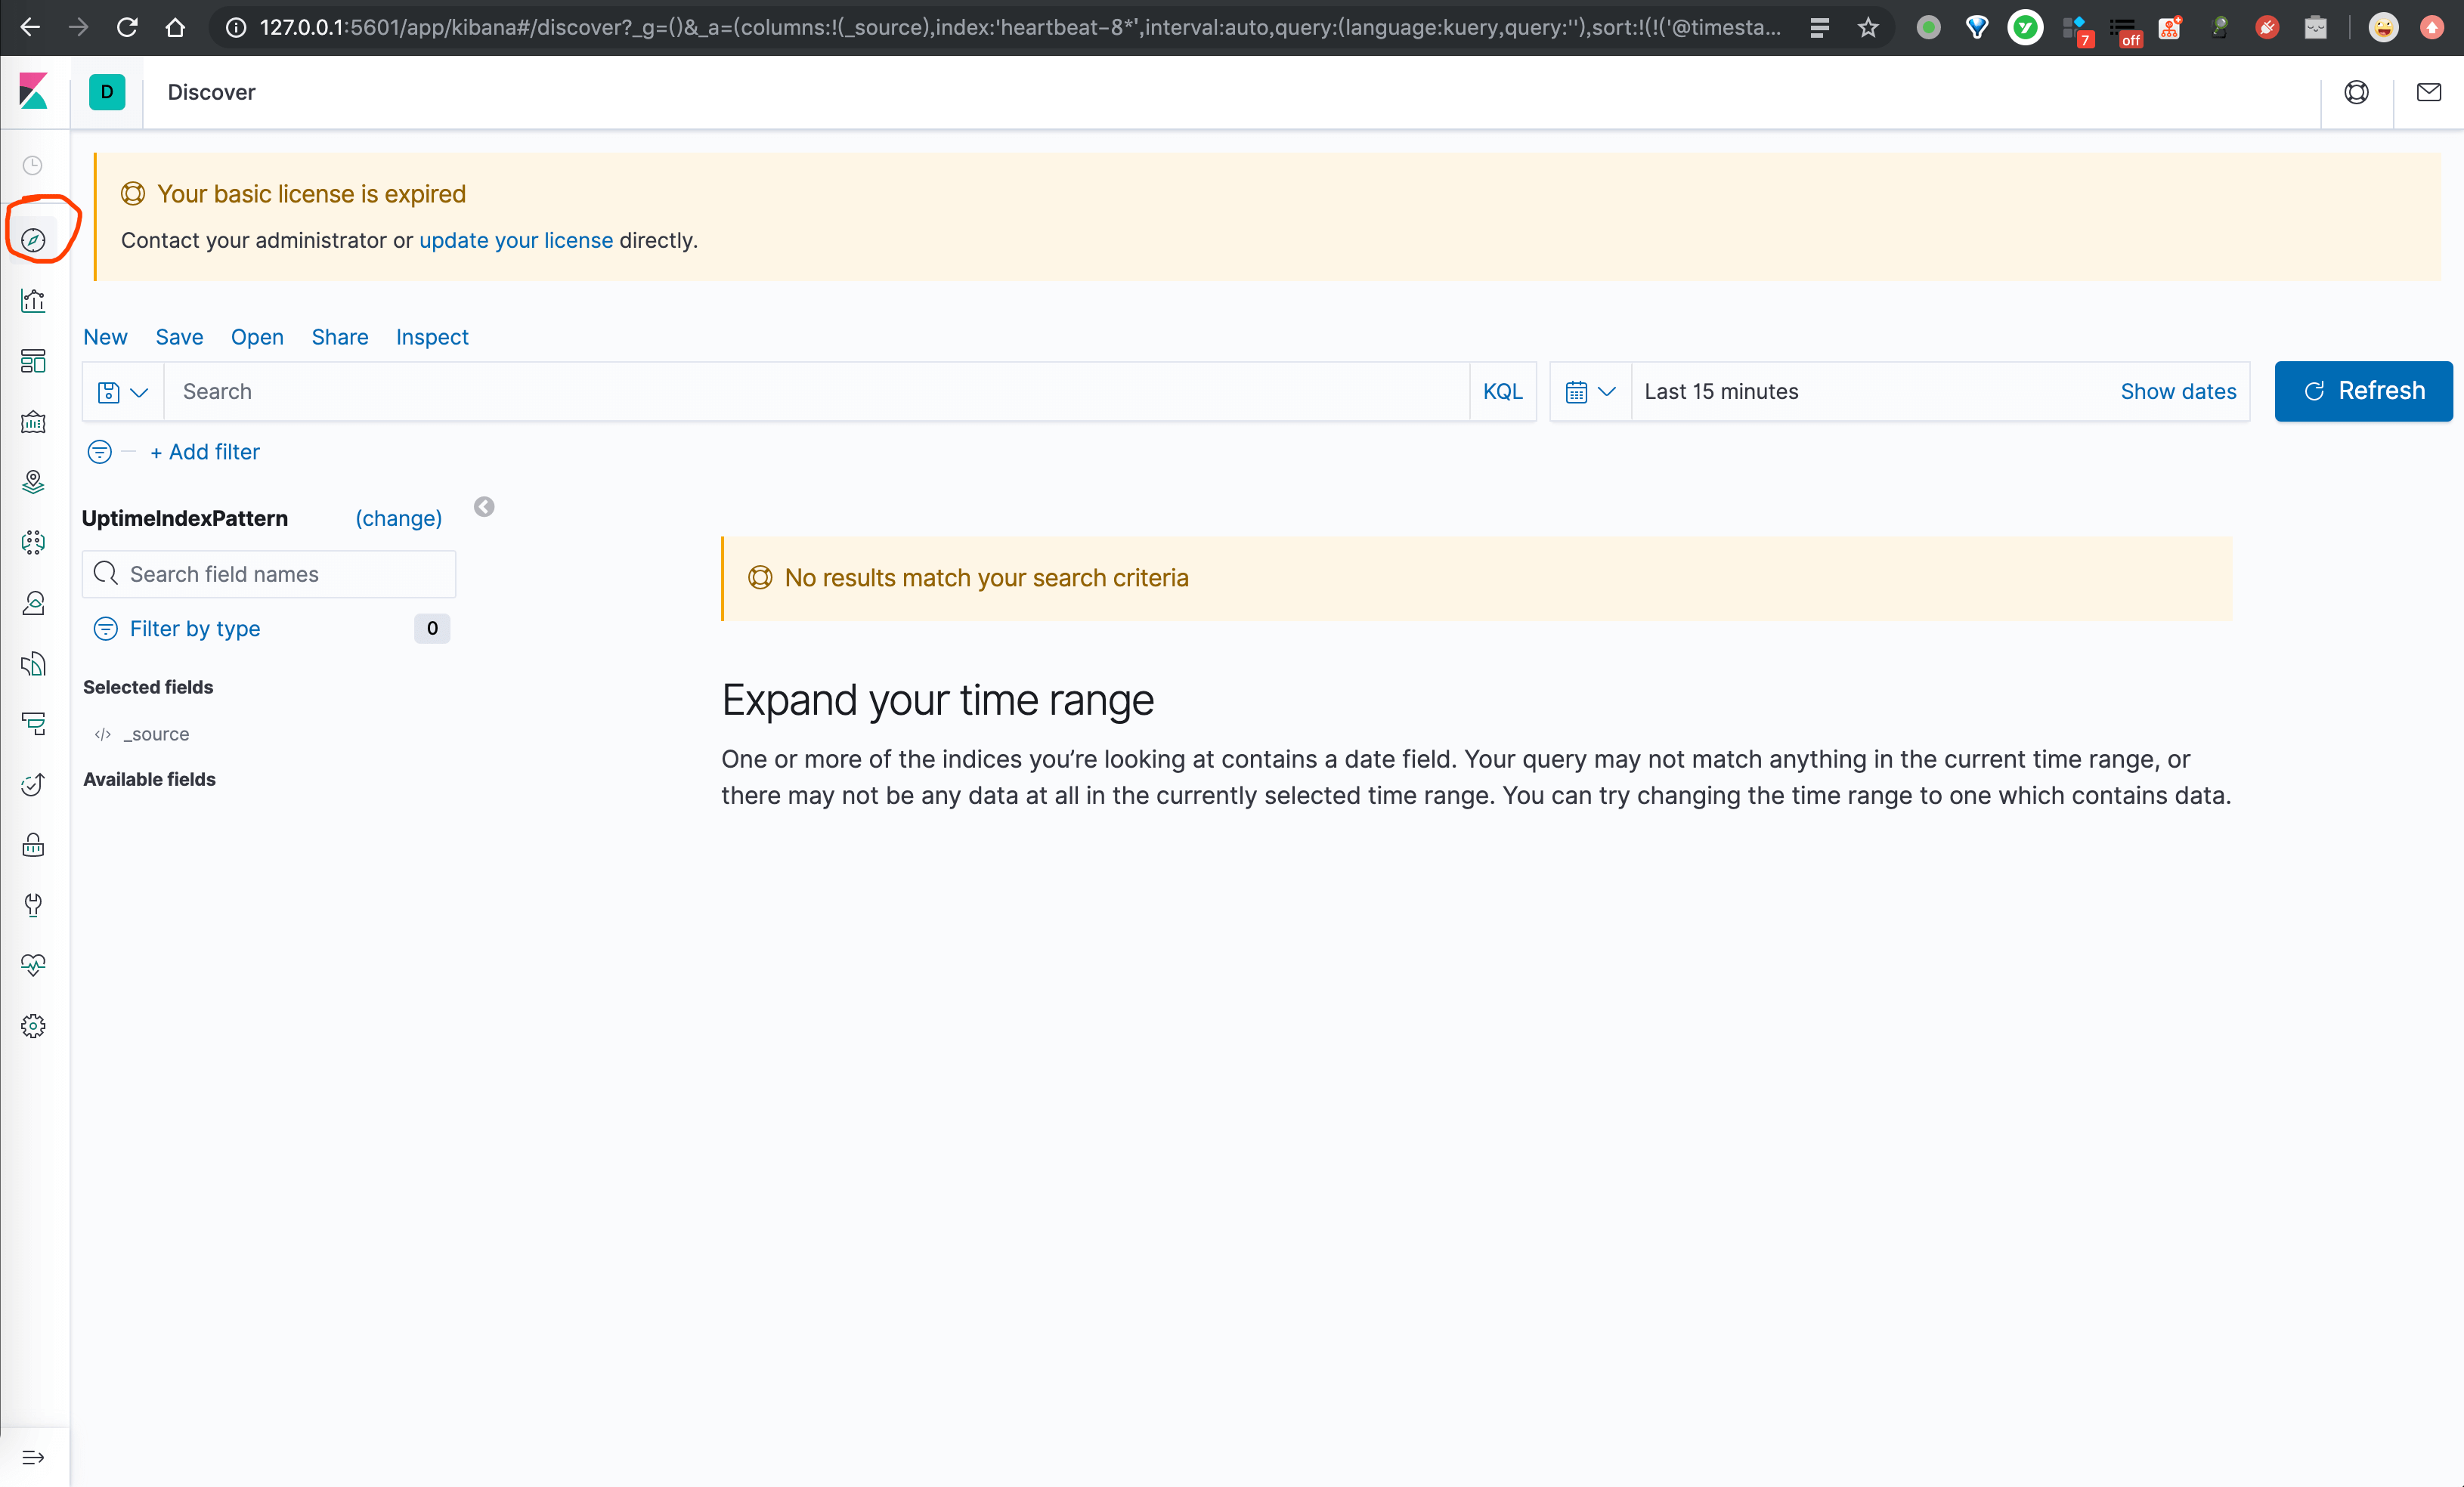 127.0.0.1:5601/app/kibana#/discover?_g=()&_a=(columns:!(_source),index:'heartbeat-8*',interval:auto,query:(language:kuery,query:''),sort:!(!('@timesta...
7
off
D
Discover
Your basic license is expired
Contact your administrator or update your license directly.
New Save Open Share Inspect
Search KQL Last 15 minutes Show dates Refresh
+ Add filter
UptimeIndexPattern (change)
Search field names
Filter by type 0
Selected fields
</> _source
Available fields
No results match your search criteria
Expand your time range
One or more of the indices you’re looking at contains a date field. Your query may not match anything in the current time range, or
there may not be any data at all in the currently selected time range. You can try changing the time range to one which contains data.